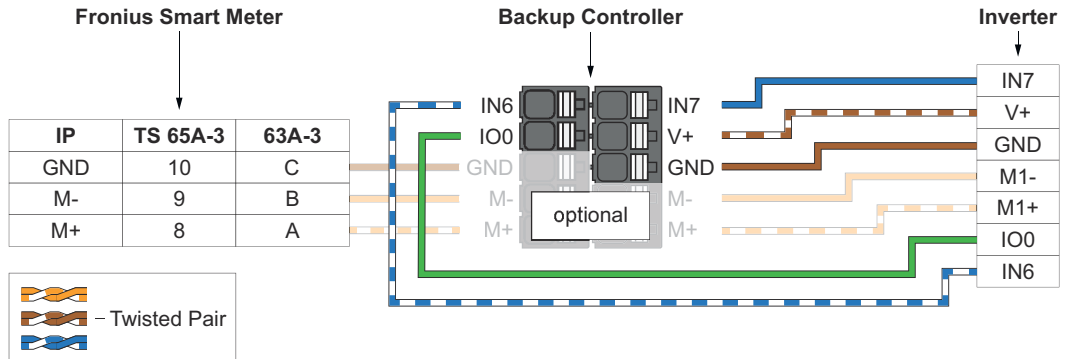 Fronius Smart Meter
Backup Controller
Inverter
IP TS 65A-3 63A-3
GND 10 C
M- 9 B
M+ 8 A
IN6
IO0
GND
M-
M+
optional
IN7
V+
GND
M-
M+
IN7
V+
GND
M1-
M1+
IO0
IN6
Twisted Pair